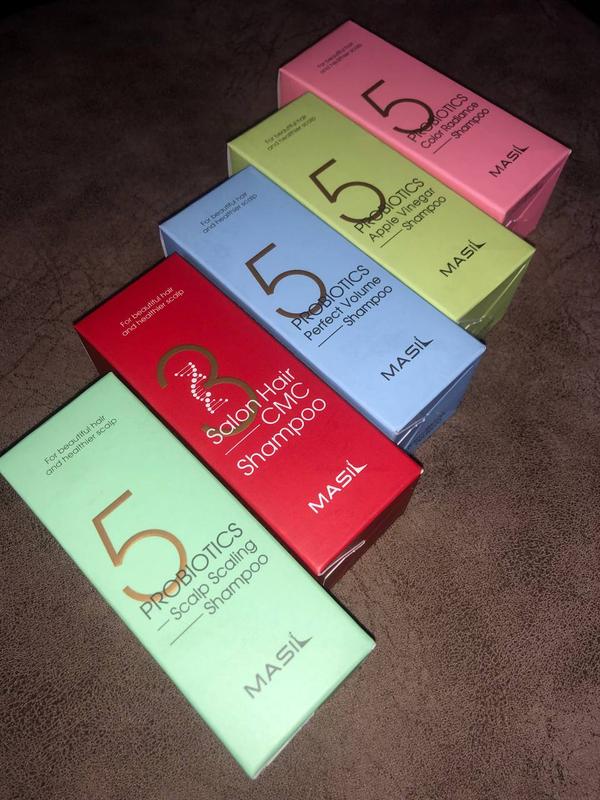 For beautiful hair
and healthier scalp
5
PROBIOTICS
Color Radiance
Shampoo
MASIL
For beautiful hair
and healthier scalp
5
PROBIOTICS
Apple Vinegar
Shampoo
MASIL
For beautiful hair
and healthier scalp
5
PROBIOTICS
Perfect Volume
Shampoo
MASIL
For beautiful hair
and healthier scalp
3
Salon Hair
CMC
Shampoo
MASIL
For beautiful hair
and healthier scalp
5
PROBIOTICS
Scalp Scaling
Shampoo
MASIL